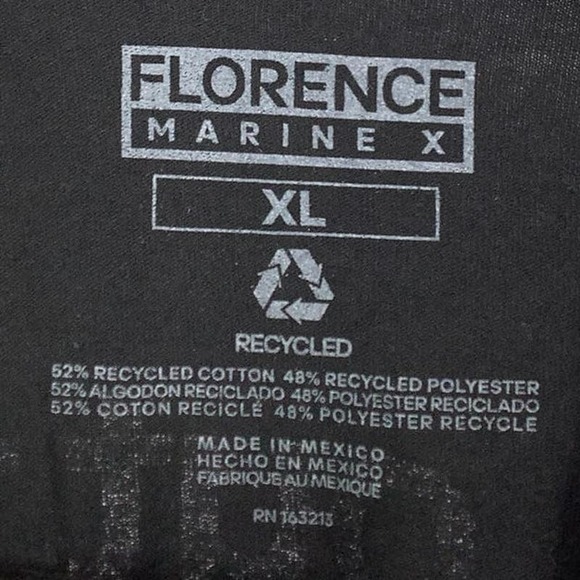 FLORENCE
MARINE X
XL
RECYCLED
52% RECYCLED COTTON 48% RECYCLED POLYESTER
52% ALGODON RECICLADO 48% POLYESTER RECICLADO
52% COTON RECICLÉ 48% POLYESTER RECYCLE
MADE IN MEXICO
HECHO EN MEXICO
FABRIQUE AU MEXIQUE
RN 163213